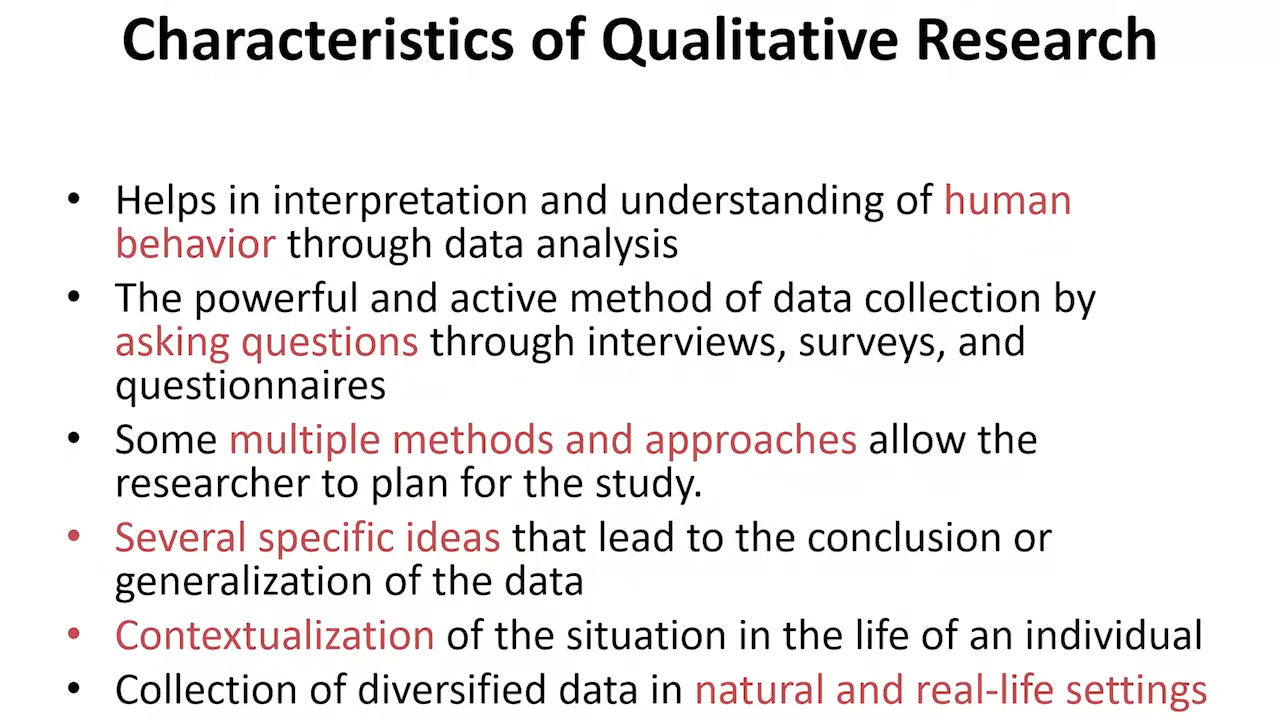 Characteristics of Qualitative Research
• Helps in interpretation and understanding of human
behavior through data analysis
• The powerful and active method of data collection by
asking questions through interviews, surveys, and
questionnaires
• Some multiple methods and approaches allow the
researcher to plan for the study.
• Several specific ideas that lead to the conclusion or
generalization of the data
• Contextualization of the situation in the life of an individual
• Collection of diversified data in natural and real-life settings